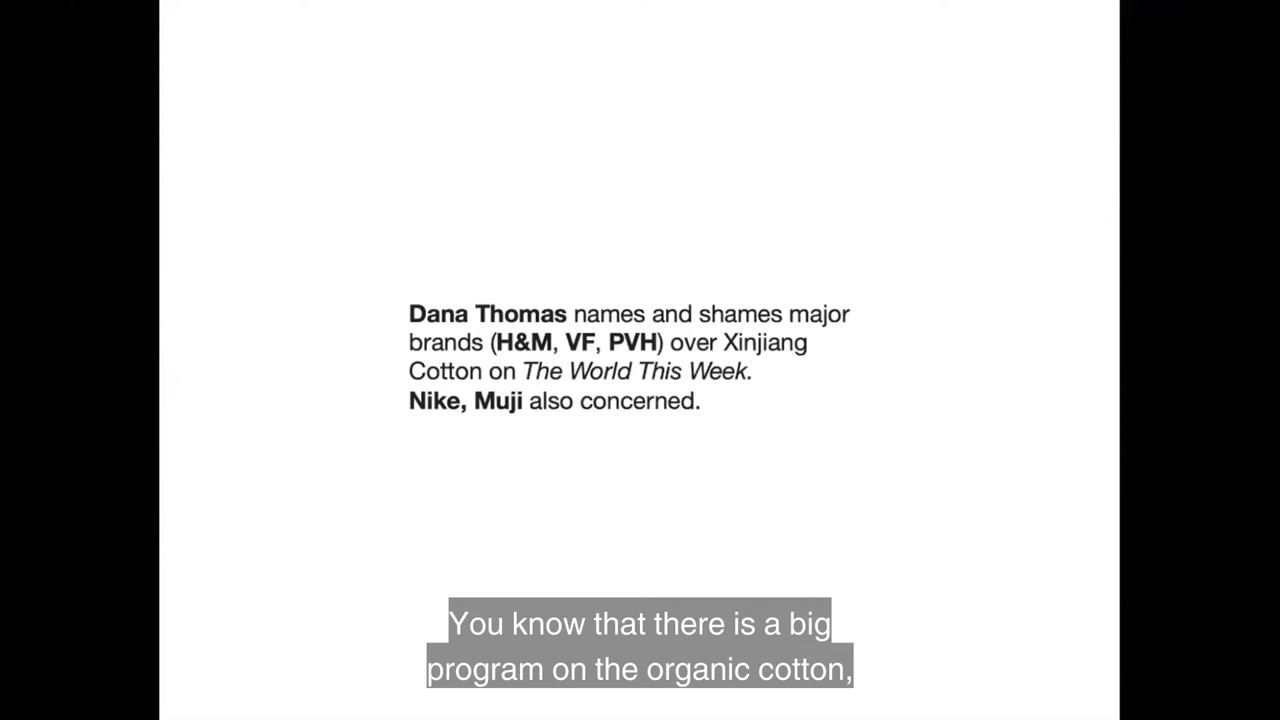 Dana Thomas names and shames major
brands (H&M, VF, PVH) over Xinjiang
Cotton on The World This Week.
Nike, Muji also concerned.
You know that there is a big
program on the organic cotton,